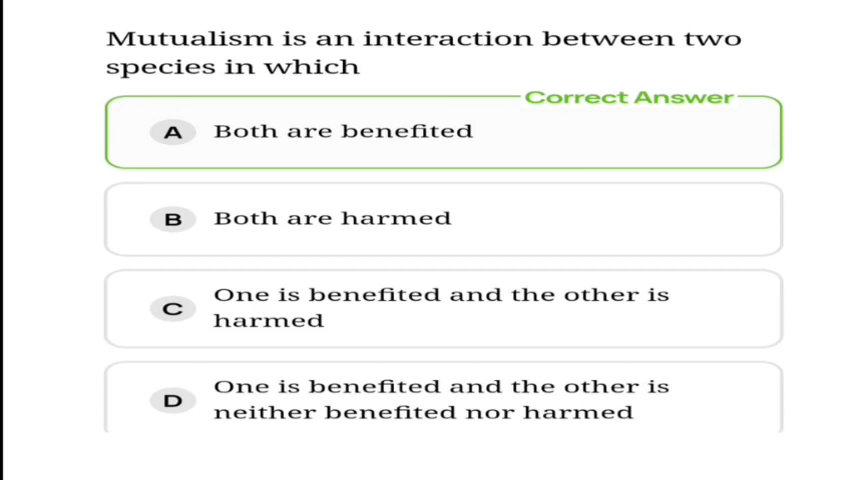 Mutualism is an interaction between two
species in which
Correct Answer
A Both are benefited
B Both are harmed
C One is benefited and the other is
harmed
D One is benefited and the other is
neither benefited nor harmed